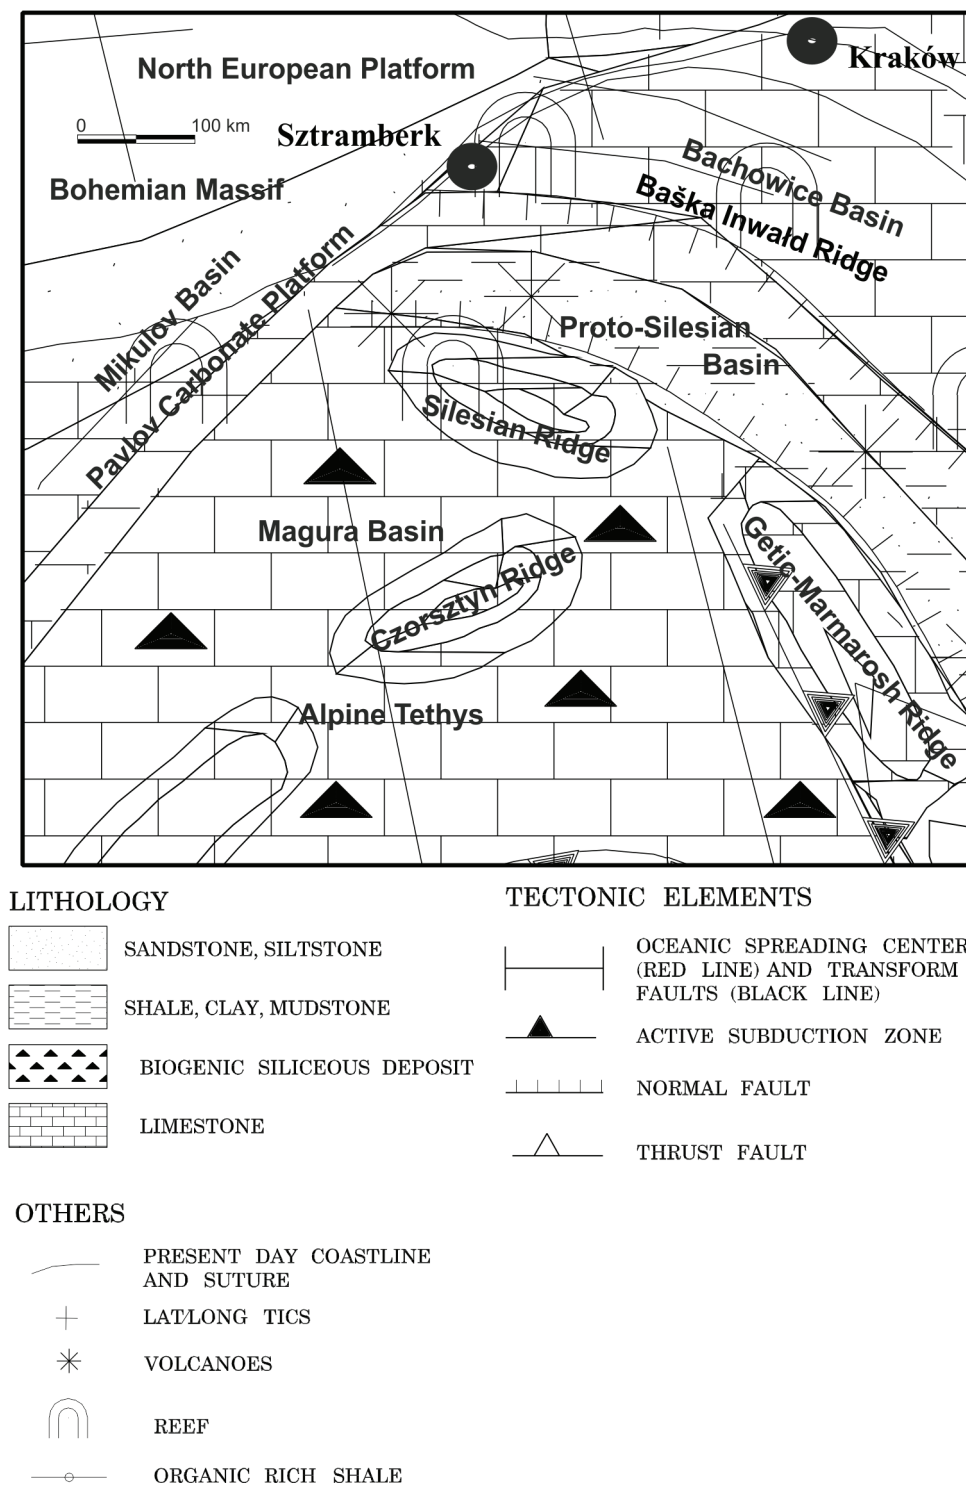 Kraków
North European Platform
0 100 km
Sztramberk
Bohemian Massif
Bachowice Basin
Baška Inwałd Ridge
Mikulov Basin
Pavlov Carbonate Platform
Proto-Silesian
Basin
Silesian Ridge
Magura Basin
Czorsztyn Ridge
Getic-Marmarosh Ridge
Alpine Tethys
LITHOLOGY
SANDSTONE, SILTSTONE
SHALE, CLAY, MUDSTONE
BIOGENIC SILICEOUS DEPOSIT
LIMESTONE
TECTONIC ELEMENTS
OCEANIC SPREADING CENTER
(RED LINE) AND TRANSFORM
FAULTS (BLACK LINE)
ACTIVE SUBDUCTION ZONE
NORMAL FAULT
THRUST FAULT
OTHERS
PRESENT DAY COASTLINE
AND SUTURE
LAT/LONG TICS
VOLCANOES
REEF
ORGANIC RICH SHALE